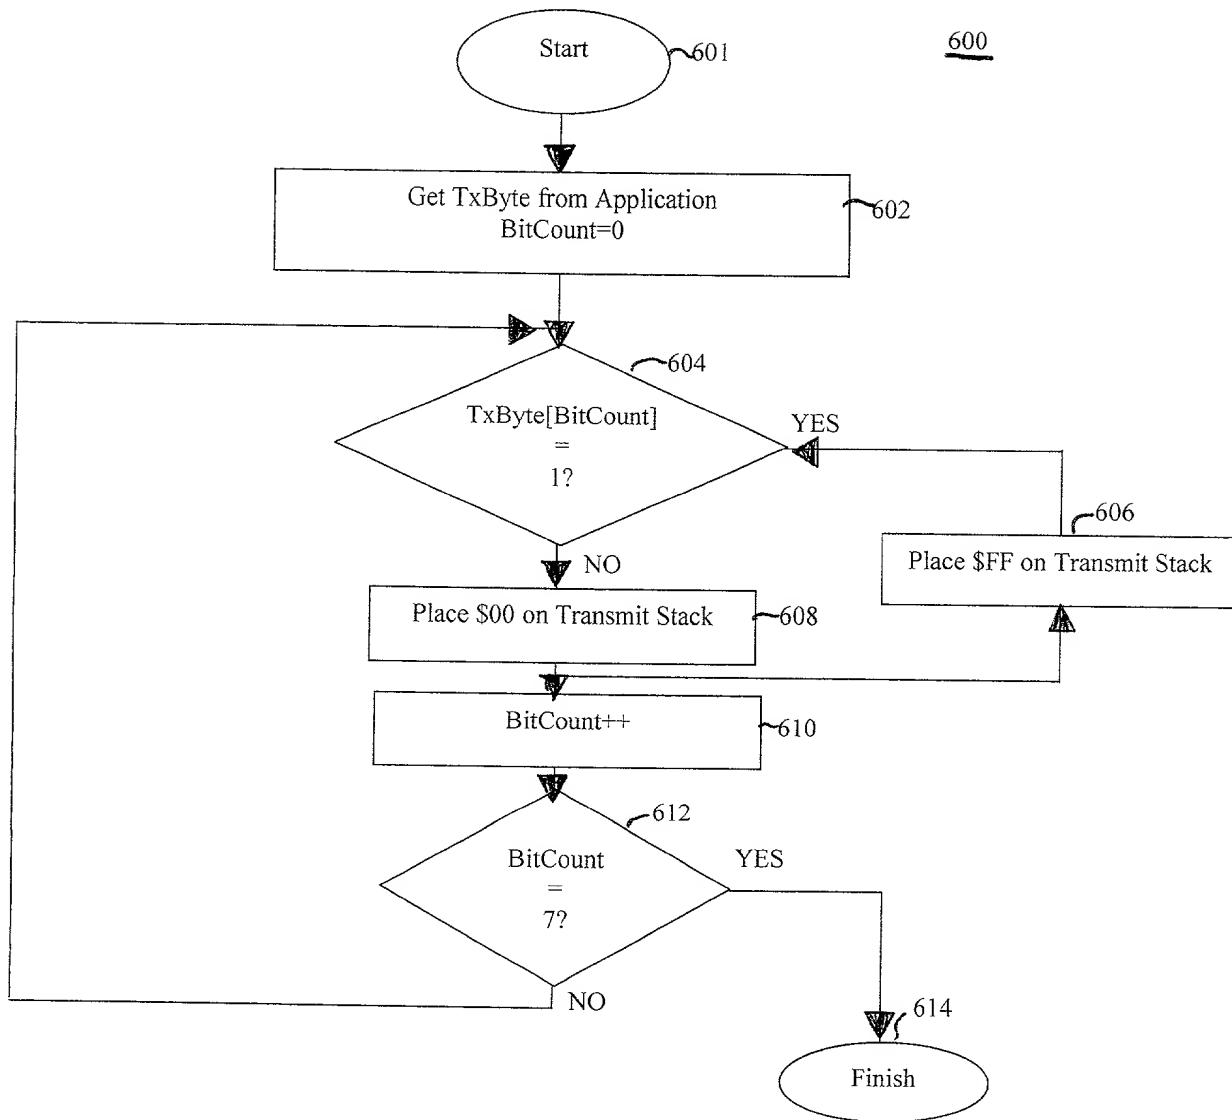 Start
601
600
Get TxByte from Application
BitCount=0
602
604
TxByte[BitCount]
=
1?
YES
606
Place $FF on Transmit Stack
NO
Place $00 on Transmit Stack
608
BitCount++
610
612
BitCount
=
7?
YES
NO
614
Finish